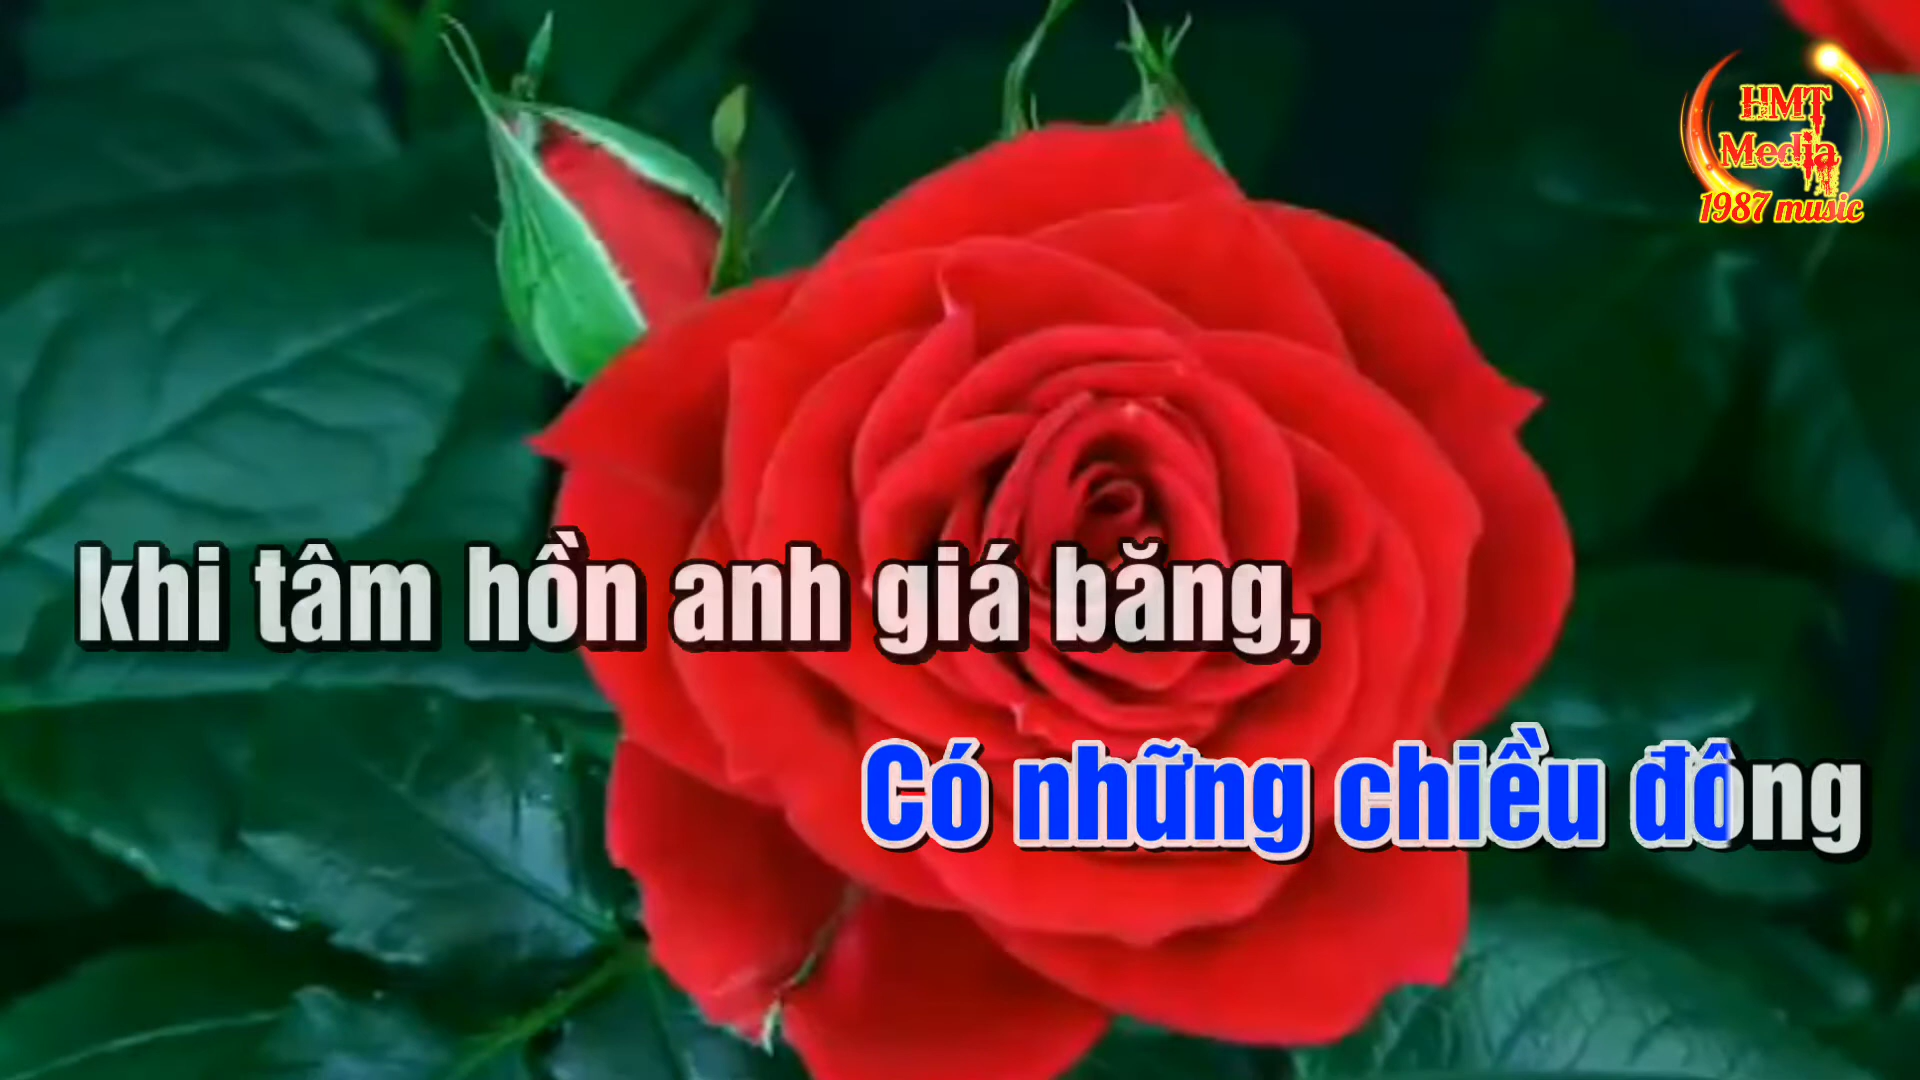 HMT
Media
1987 music
khi tâm hồn anh giá băng,
Có những chiều đông